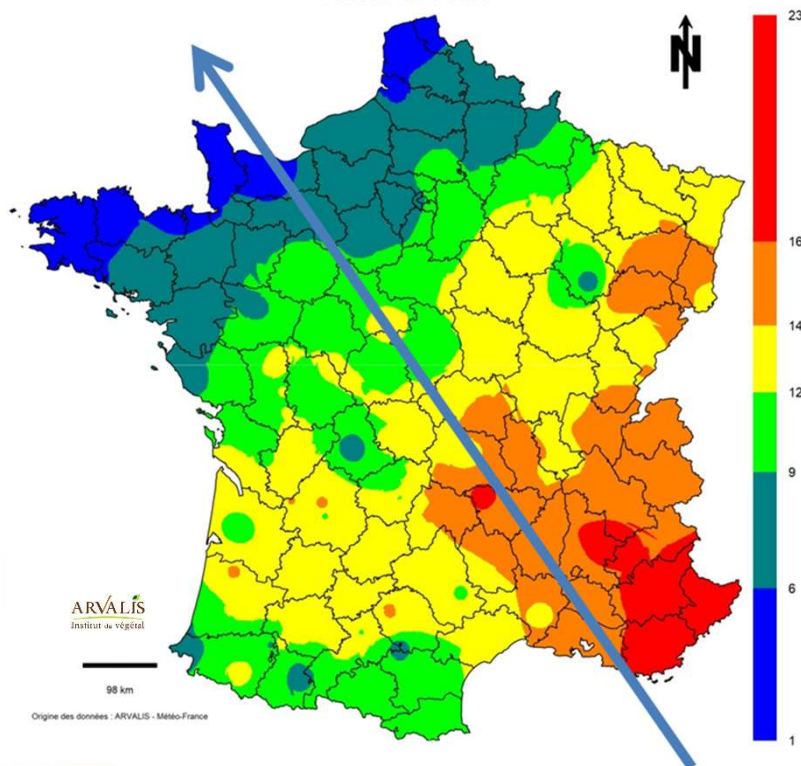 N
23
16
14
12
9
6
1
ARVALIS
Institut du végétal
98 km
Origine des données : ARVALIS - Météo-France